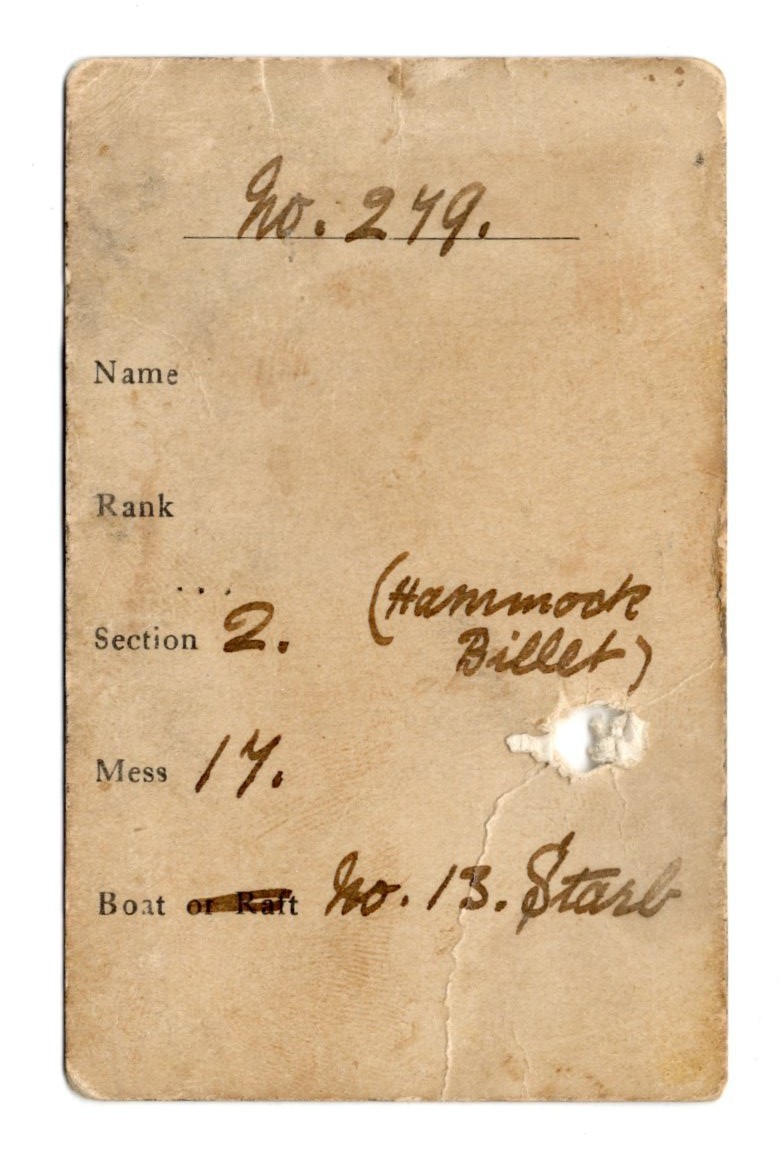 No. 279.
Name
Rank
Section 2. (Hammock
Billet)
Mess 17.
Boat or Raft No. 13. Starb